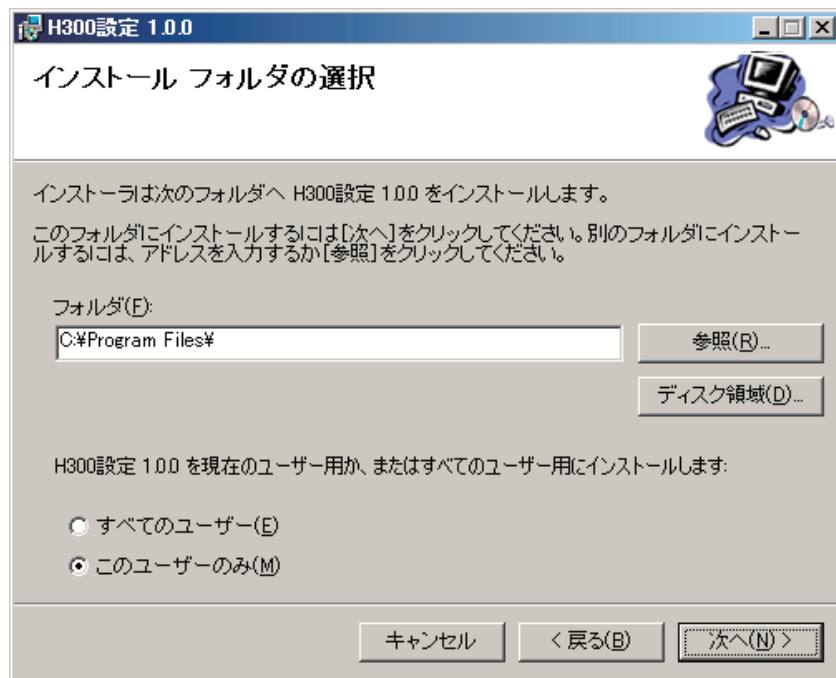 H300設定 1.0.0
インストール フォルダの選択
インストーラは次のフォルダへ H300設定 1.0.0 をインストールします。
このフォルダにインストールするには[次へ]をクリックしてください。別のフォルダにインストー
ルするには、アドレスを入力するか[参照]をクリックしてください。
フォルダ(F):
C:¥Program Files¥
参照(R)...
ディスク領域(D)...
H300設定 1.0.0 を現在のユーザー用か、またはすべてのユーザー用にインストールします:
すべてのユーザー(E)
このユーザーのみ(M)
キャンセル
< 戻る(B)
次へ(N) >